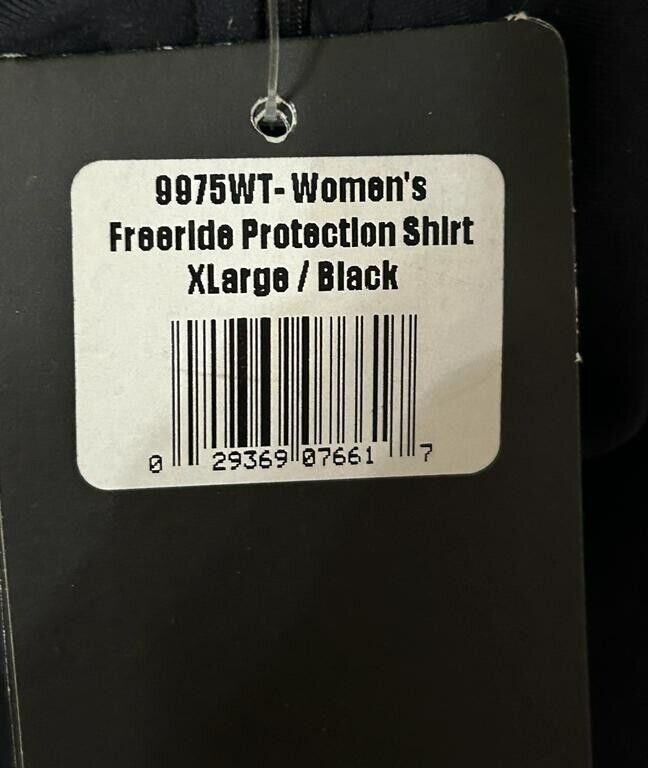 9975WT- Women's
Freeride Protection Shirt
XLarge / Black
0 29369 07661 7